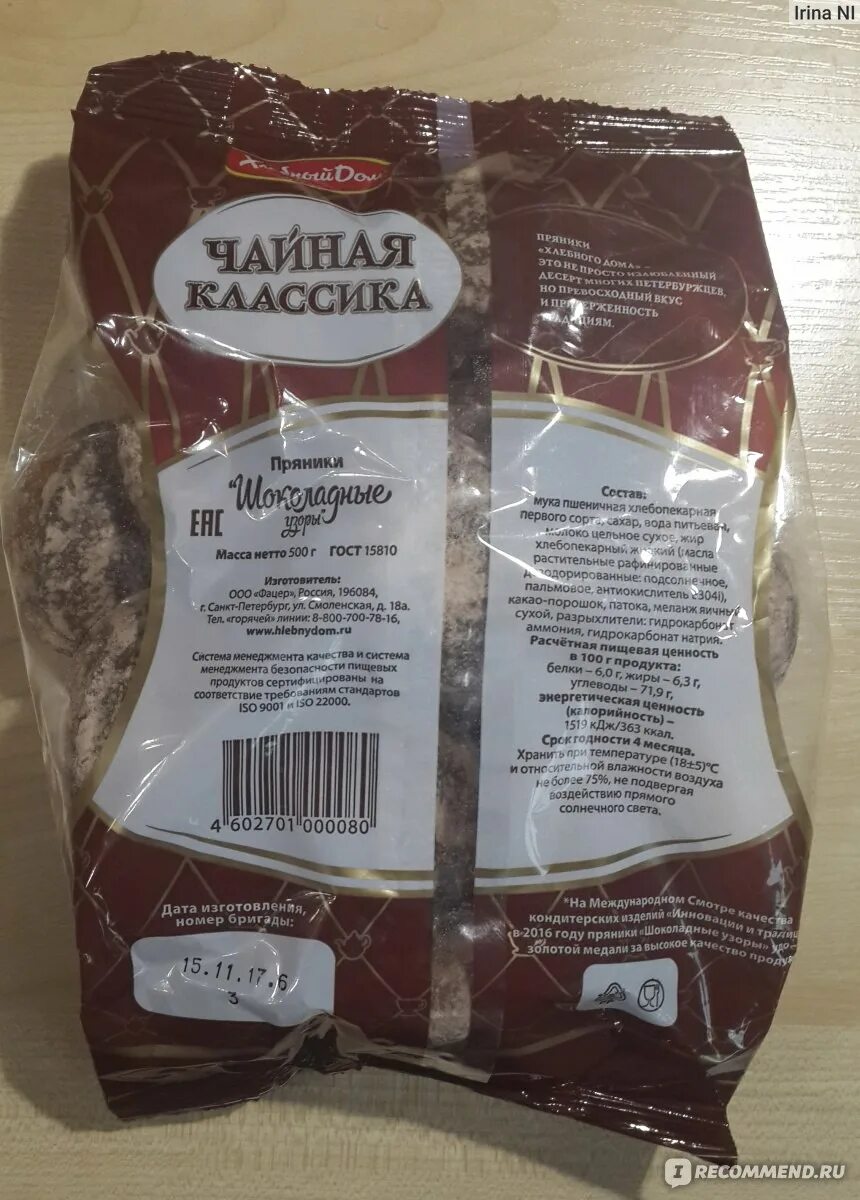 Irina NI
ЧАЙНАЯ
КЛАССИКА
ПРЯНИКИ
«ХЛЕБНОГО ДОМА» –
ЭТО НЕ ПРОСТО ИЗЛЮБЛЕННЫЙ
ДЕСЕРТ МНОГИХ ПЕТЕРБУРЖЦЕВ,
НО ПРЕВОСХОДНЫЙ ВКУС
И ПРИВЕРЖЕННОСТЬ
ТРАДИЦИЯМ.
Пряники
"Шоколадные
узоры"
EAC
Масса нетто 500 г ГОСТ 15810
Изготовитель:
ООО «Фацер», Россия, 196084,
г. Санкт-Петербург, ул. Смоленская, д. 18а.
Тел. «горячей» линии: 8-800-700-78-16,
www.hlebnydom.ru
Система менеджмента качества и система
менеджмента безопасности пищевых
продуктов сертифицированы на
соответствие требованиям стандартов
ISO 9001 и ISO 22000.
4 602701 000080
Состав:
мука пшеничная хлебопекарная
первого сорта, сахар, вода питьевая,
молоко цельное сухое, жир
хлебопекарный жидкий (масла
растительные рафинированные
дезодорированные: подсолнечное,
пальмовое, антиокислитель е304i),
какао-порошок, патока, меланж яичный
сухой, разрыхлители: гидрокарбонат
аммония, гидрокарбонат натрия.
Расчётная пищевая ценность
в 100 г продукта:
белки – 6,0 г, жиры – 6,3 г,
углеводы – 71,9 г,
энергетическая ценность
(калорийность) –
1519 кДж/363 ккал.
Срок годности 4 месяца.
Хранить при температуре (18±5)°С
и относительной влажности воздуха
не более 75%, не подвергая
воздействию прямого
солнечного света.
Дата изготовления,
номер бригады:
15.11.17.6
3
*На Международном Смотре качества
кондитерских изделий «Инновации и
в 2016 году пряники «Шоколадные узоры»
золотой медали за высокое качество
IRECOMMEND.RU